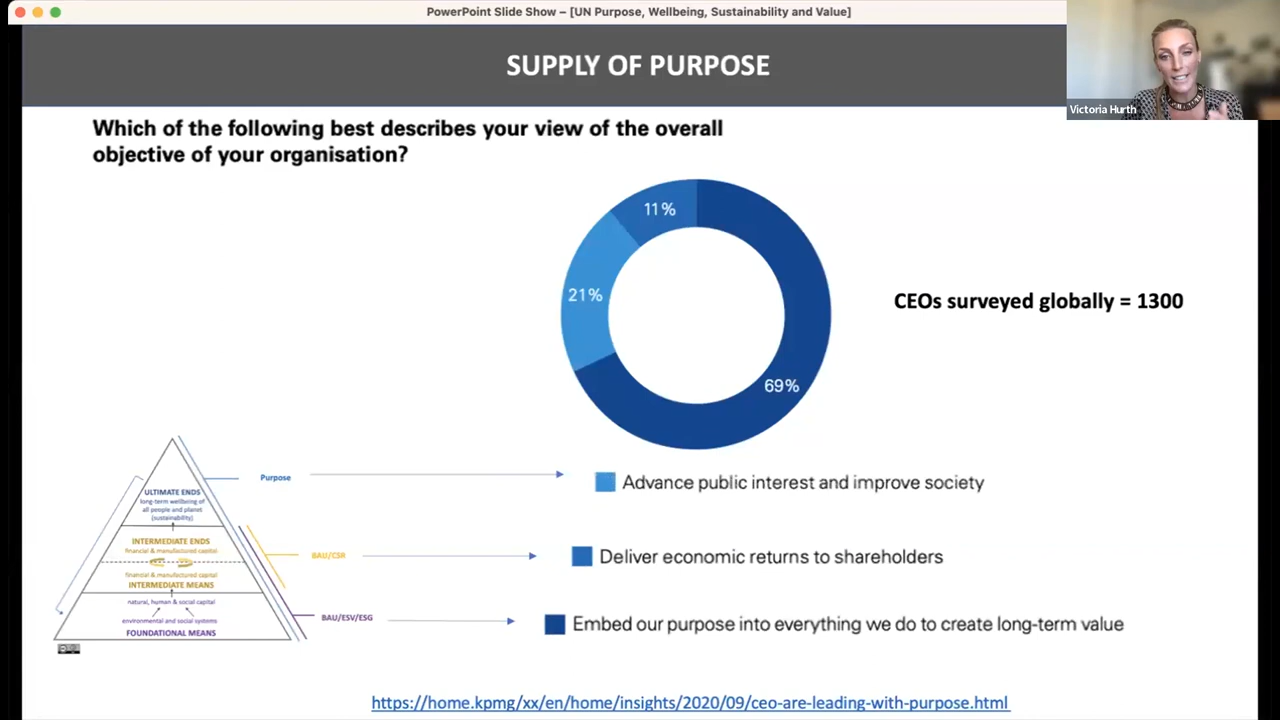 PowerPoint Slide Show – [UN Purpose, Wellbeing, Sustainability and Value]
SUPPLY OF PURPOSE
Victoria Hurth
Which of the following best describes your view of the overall
objective of your organisation?
11%
21%
69%
CEOs surveyed globally = 1300
Purpose
ULTIMATE ENDS
long-term wellbeing of
all people and planet
(sustainability)
INTERMEDIATE ENDS
financial & manufactured capital
financial & manufactured capital
INTERMEDIATE MEANS
natural, human & social capital
environmental and social systems
FOUNDATIONAL MEANS
BAU/CSR
BAU/ESV/ESG
Advance public interest and improve society
Deliver economic returns to shareholders
Embed our purpose into everything we do to create long-term value
https://home.kpmg/xx/en/home/insights/2020/09/ceo-are-leading-with-purpose.html